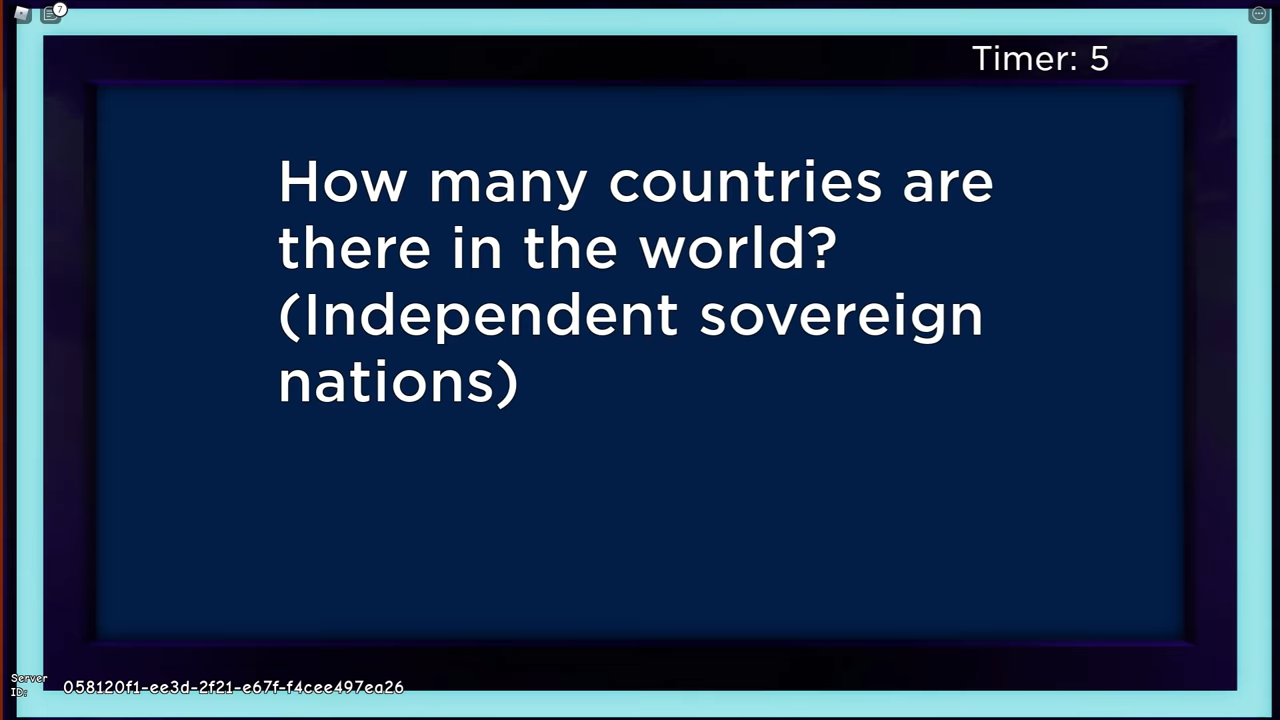 7
Timer: 5
How many countries are
there in the world?
(Independent sovereign
nations)
Server
ID:
058120f1-ee3d-2f21-e67f-f4cee497ea26